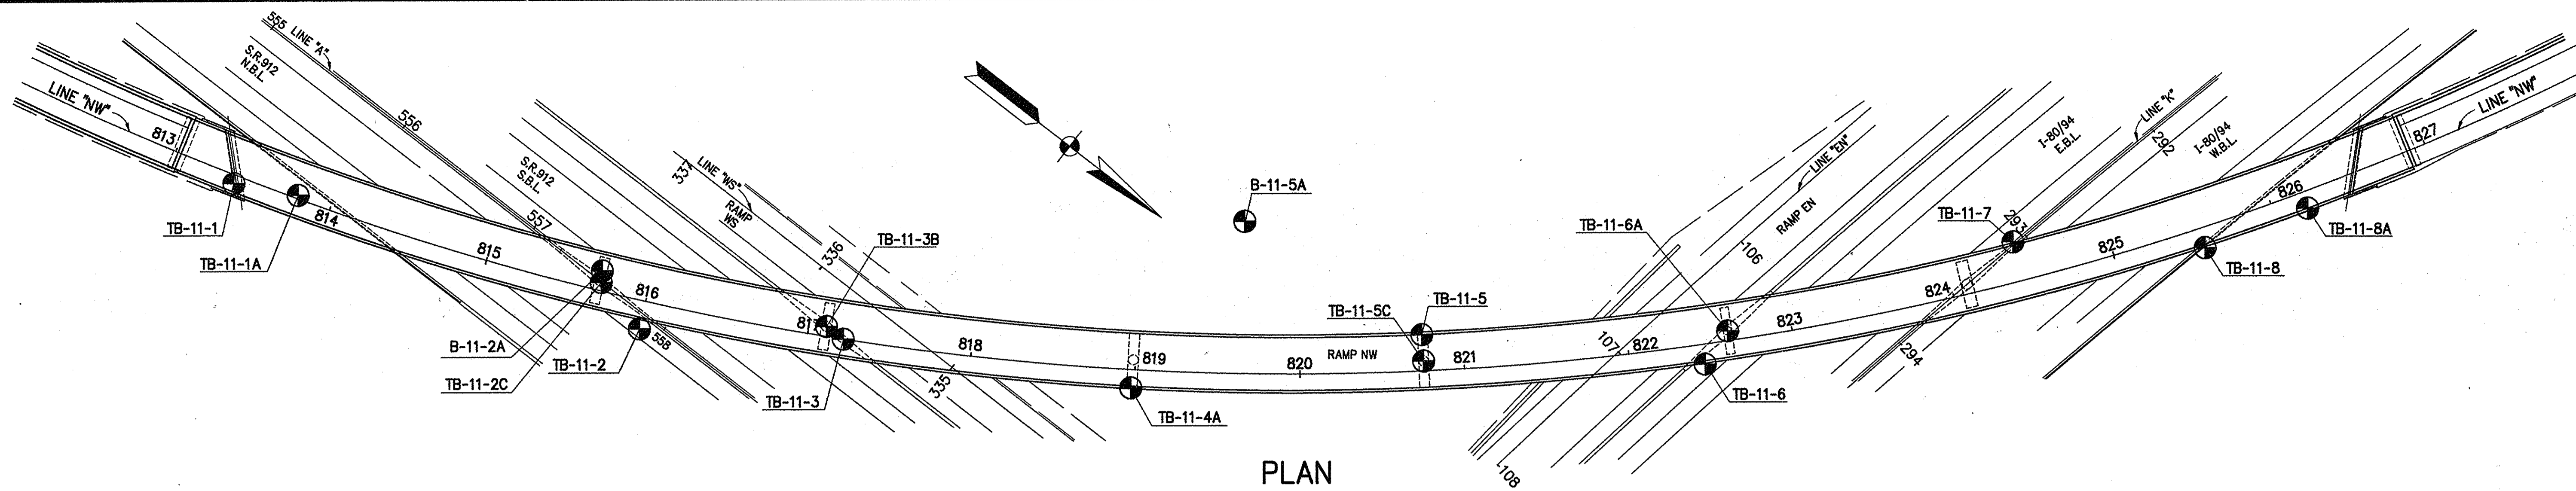 555 LINE "A"
S.R.912
N.B.L.
LINE "NW"
813
556
814
TB-11-1
TB-11-1A
815
S.R.912
S.B.L.
557
337
LINE "WS"
RAMP
WS
336
816
B-11-2A
TB-11-2
TB-11-2C
558
TB-11-3B
817
TB-11-3
335
818
819
TB-11-4A
B-11-5A
820
RAMP NW
TB-11-5C
TB-11-5
821
TB-11-6A
107
108
822
TB-11-6
823
LINE "EN"
RAMP EN
106
I-80/94
E.B.L.
LINE "K"
292
I-80/94
W.B.L.
TB-11-7
293
824
294
825
TB-11-8
826
TB-11-8A
827
LINE "NW"
PLAN